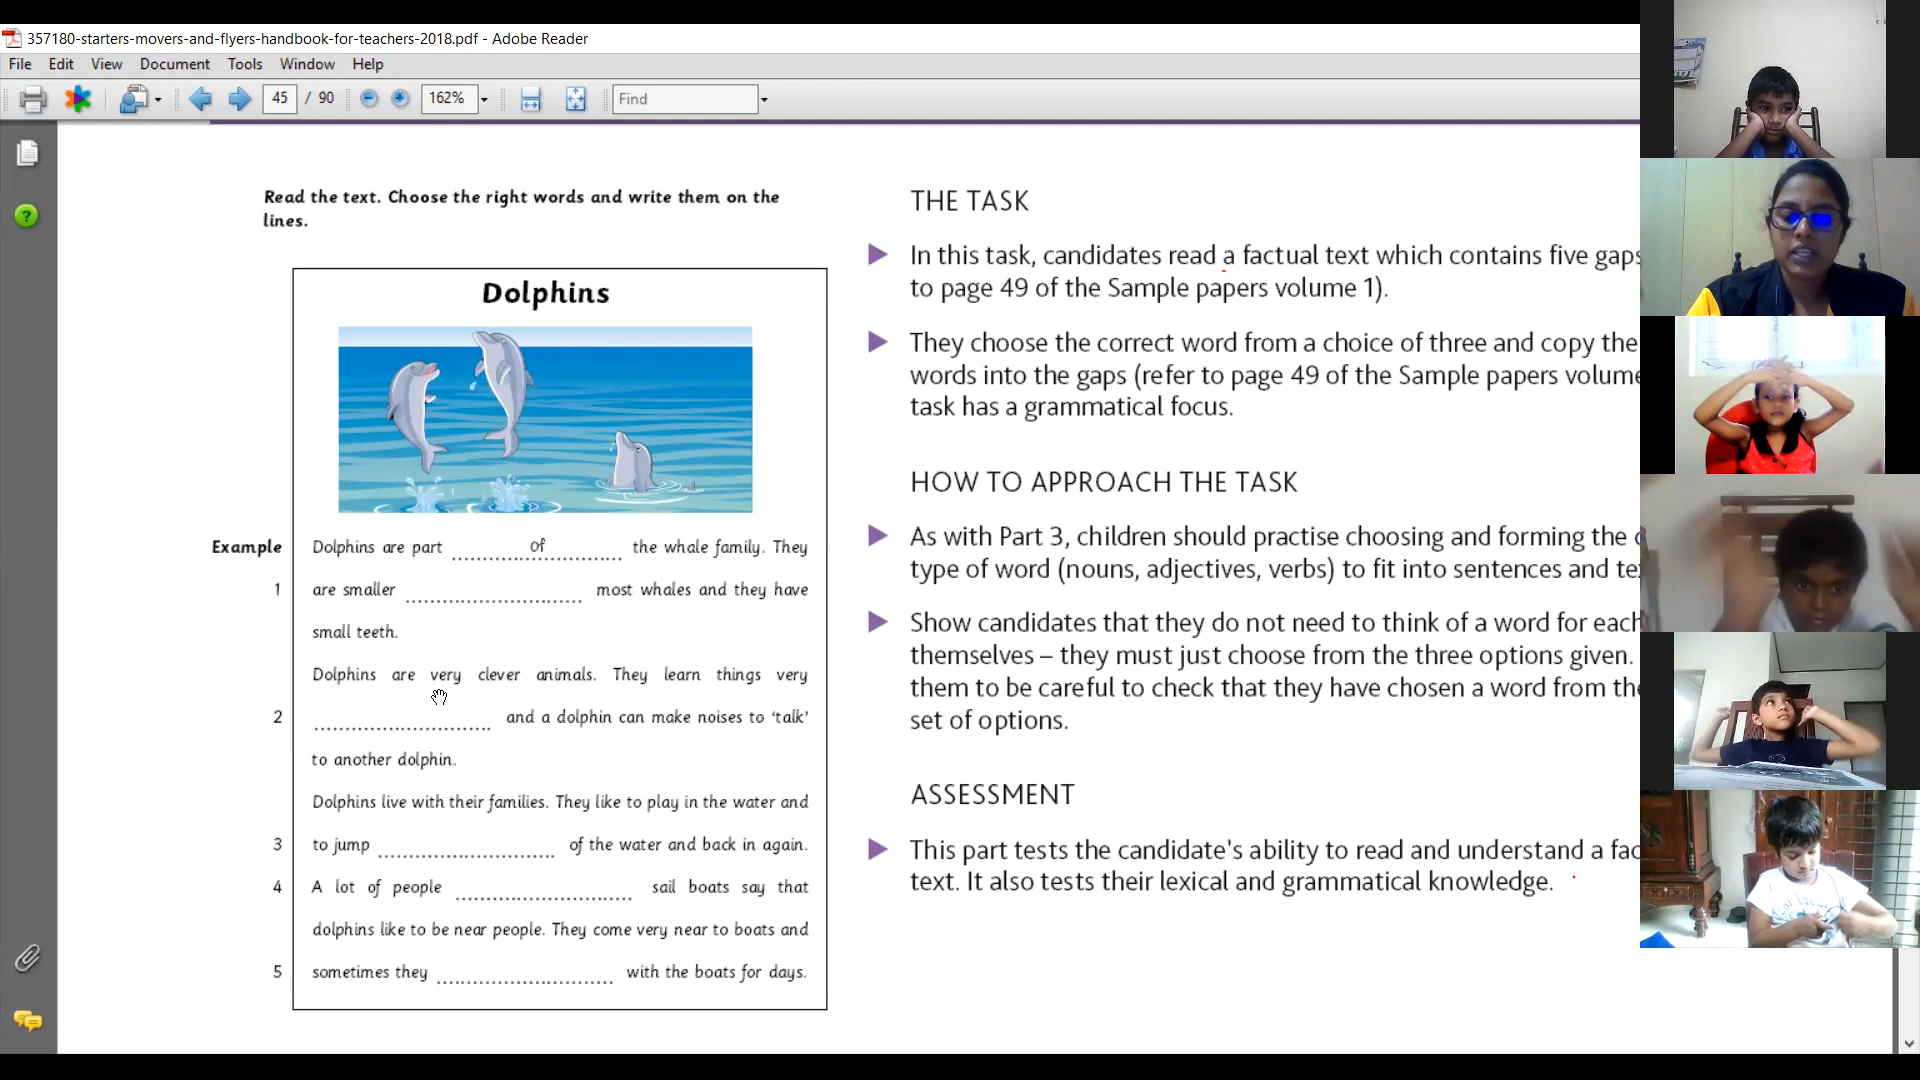 357180-starters-movers-and-flyers-handbook-for-teachers-2018.pdf - Adobe Reader
File Edit View Document Tools Window Help
45 / 90 162% Find
Read the text. Choose the right words and write them on the
lines.
Dolphins
Example Dolphins are part of the whale family. They
1 are smaller most whales and they have
small teeth.
Dolphins are very clever animals. They learn things very
2 and a dolphin can make noises to ‘talk’
to another dolphin.
Dolphins live with their families. They like to play in the water and
3 to jump of the water and back in again.
4 A lot of people sail boats say that
dolphins like to be near people. They come very near to boats and
5 sometimes they with the boats for days.
THE TASK
In this task, candidates read a factual text which contains five gaps
to page 49 of the Sample papers volume 1).
They choose the correct word from a choice of three and copy the
words into the gaps (refer to page 49 of the Sample papers volume
task has a grammatical focus.
HOW TO APPROACH THE TASK
As with Part 3, children should practise choosing and forming the
type of word (nouns, adjectives, verbs) to fit into sentences and
Show candidates that they do not need to think of a word for each
themselves – they must just choose from the three options given.
them to be careful to check that they have chosen a word from the
set of options.
ASSESSMENT
This part tests the candidate's ability to read and understand a
text. It also tests their lexical and grammatical knowledge.